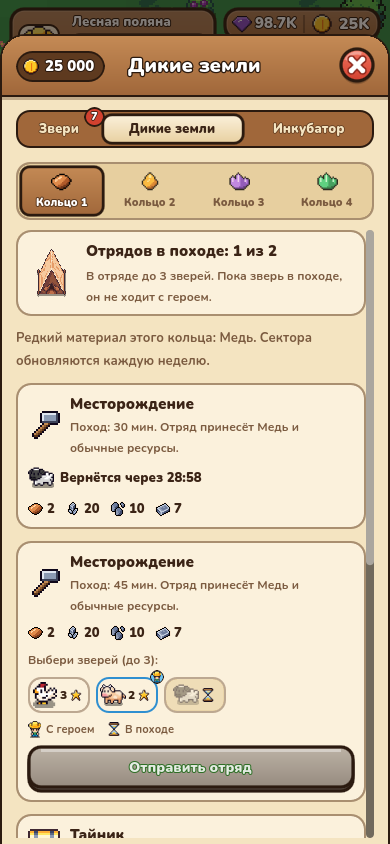 Лесная поляна
98.7K
25K
25 000
Дикие земли
Звери
7
Дикие земли
Инкубатор
Кольцо 1
Кольцо 2
Кольцо 3
Кольцо 4
Отрядов в походе: 1 из 2
В отряде до 3 зверей. Пока зверь в походе,
он не ходит с героем.
Редкий материал этого кольца: Медь. Сектора
обновляются каждую неделю.
Месторождение
Поход: 30 мин. Отряд принесёт Медь и
обычные ресурсы.
Вернётся через 28:58
2 20 10 7
Месторождение
Поход: 45 мин. Отряд принесёт Медь и
обычные ресурсы.
2 20 10 7
Выбери зверей (до 3):
3
2
С героем
В походе
Отправить отряд
Тайник